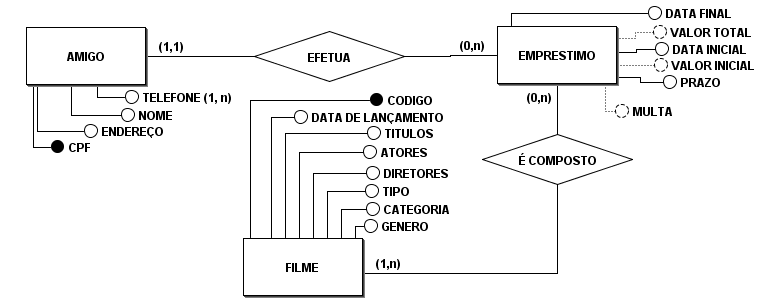 DATA FINAL
VALOR TOTAL
AMIGO
(1,1)
EFETUA
(0,n)
EMPRESTIMO
DATA INICIAL
VALOR INICIAL
PRAZO
TELEFONE (1, n)
NOME
ENDEREÇO
CPF
CODIGO
DATA DE LANÇAMENTO
TITULOS
ATORES
DIRETORES
TIPO
CATEGORIA
GENERO
(0,n)
MULTA
É COMPOSTO
FILME
(1,n)